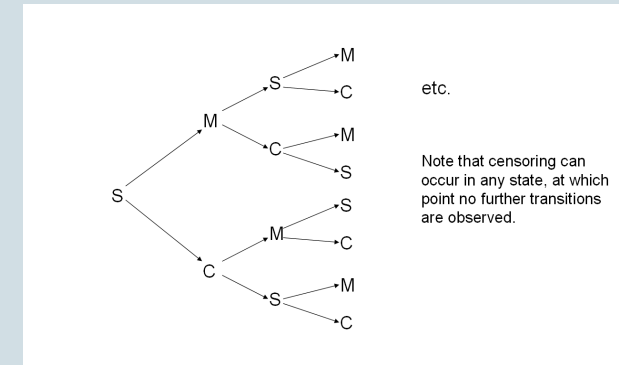 M
S
C
etc.
M
M
C
S
Note that censoring can
occur in any state, at which
point no further transitions
are observed.
S
S
M
C
C
M
S
C